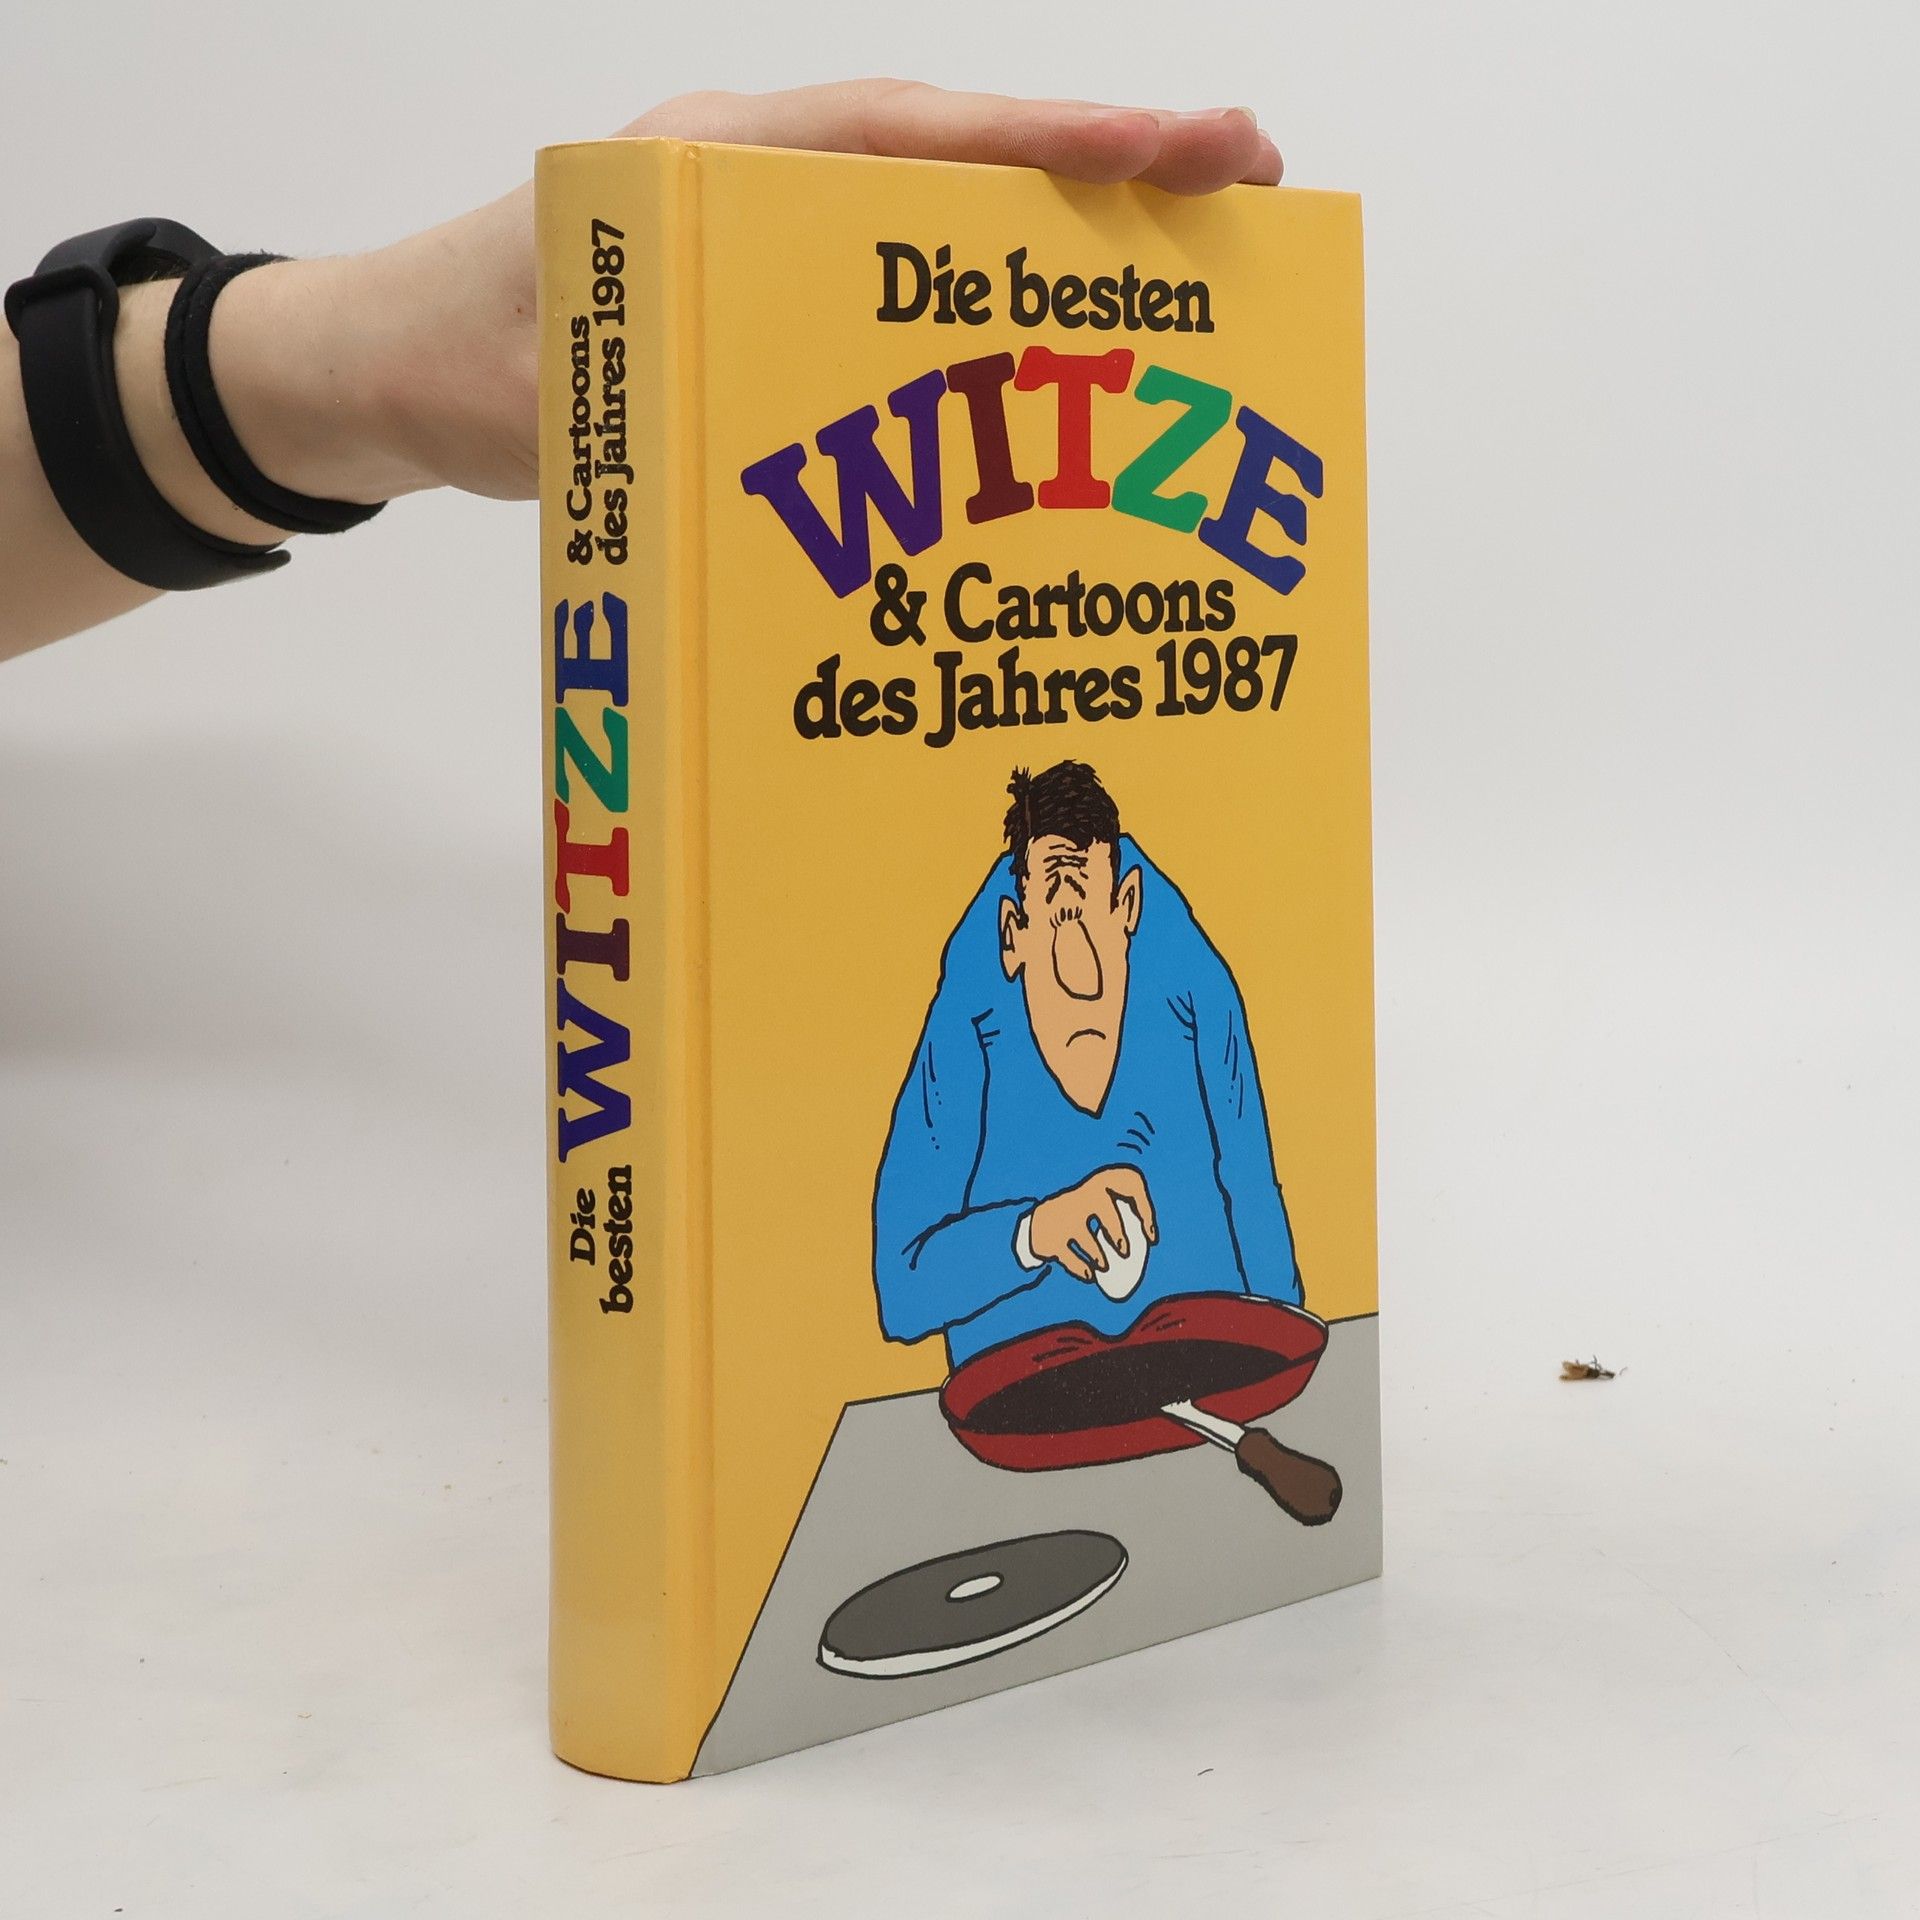 Die besten
WITZE
& Cartoons
des Jahres 1987
Die
besten
WITZE
& Cartoons
des Jahres 1987